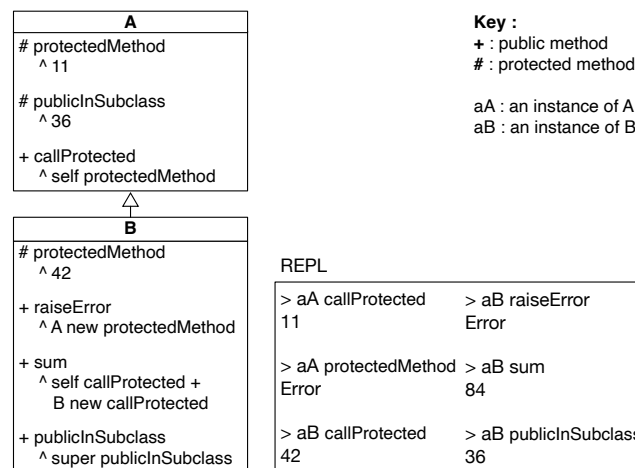 A
# protectedMethod
^ 11
# publicInSubclass
^ 36
+ callProtected
^ self protectedMethod
B
# protectedMethod
^ 42
+ raiseError
^ A new protectedMethod
+ sum
^ self callProtected +
B new callProtected
+ publicInSubclass
^ super publicInSubclass
Key :
+ : public method
# : protected method
aA : an instance of A
aB : an instance of B
REPL
> aA callProtected
11
> aA protectedMethod
Error
> aB callProtected
42
> aB raiseError
Error
> aB sum
84
> aB publicInSubclass
36